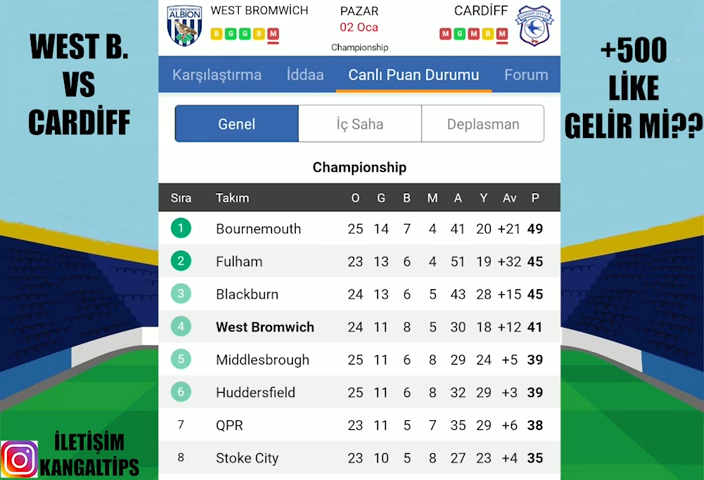 WEST B.
VS
CARDİFF
WEST BROMWİCH
B G G B M
PAZAR
02 Oca
Championship
CARDİFF
M G M B M
+500
LİKE
GELİR Mİ??
Karşılaştırma İddaa Canlı Puan Durumu Forum
Genel İç Saha Deplasman
Championship
Sıra Takım O G B M A Y Av P
1 Bournemouth 25 14 7 4 41 20 +21 49
2 Fulham 23 13 6 4 51 19 +32 45
3 Blackburn 24 13 6 5 43 28 +15 45
4 West Bromwich 24 11 8 5 30 18 +12 41
5 Middlesbrough 25 11 6 8 29 24 +5 39
6 Huddersfield 25 11 6 8 32 29 +3 39
7 QPR 23 11 5 7 35 29 +6 38
8 Stoke City 23 10 5 8 27 23 +4 35
İLETİŞİM
KANGALTİPS